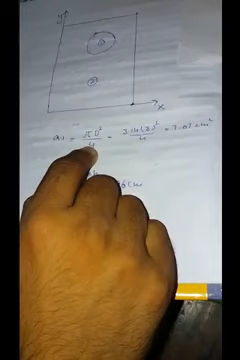 y
①
②
x
a₁ = πD²/4 = 3.14(3)²/4 = 7.07 cm²